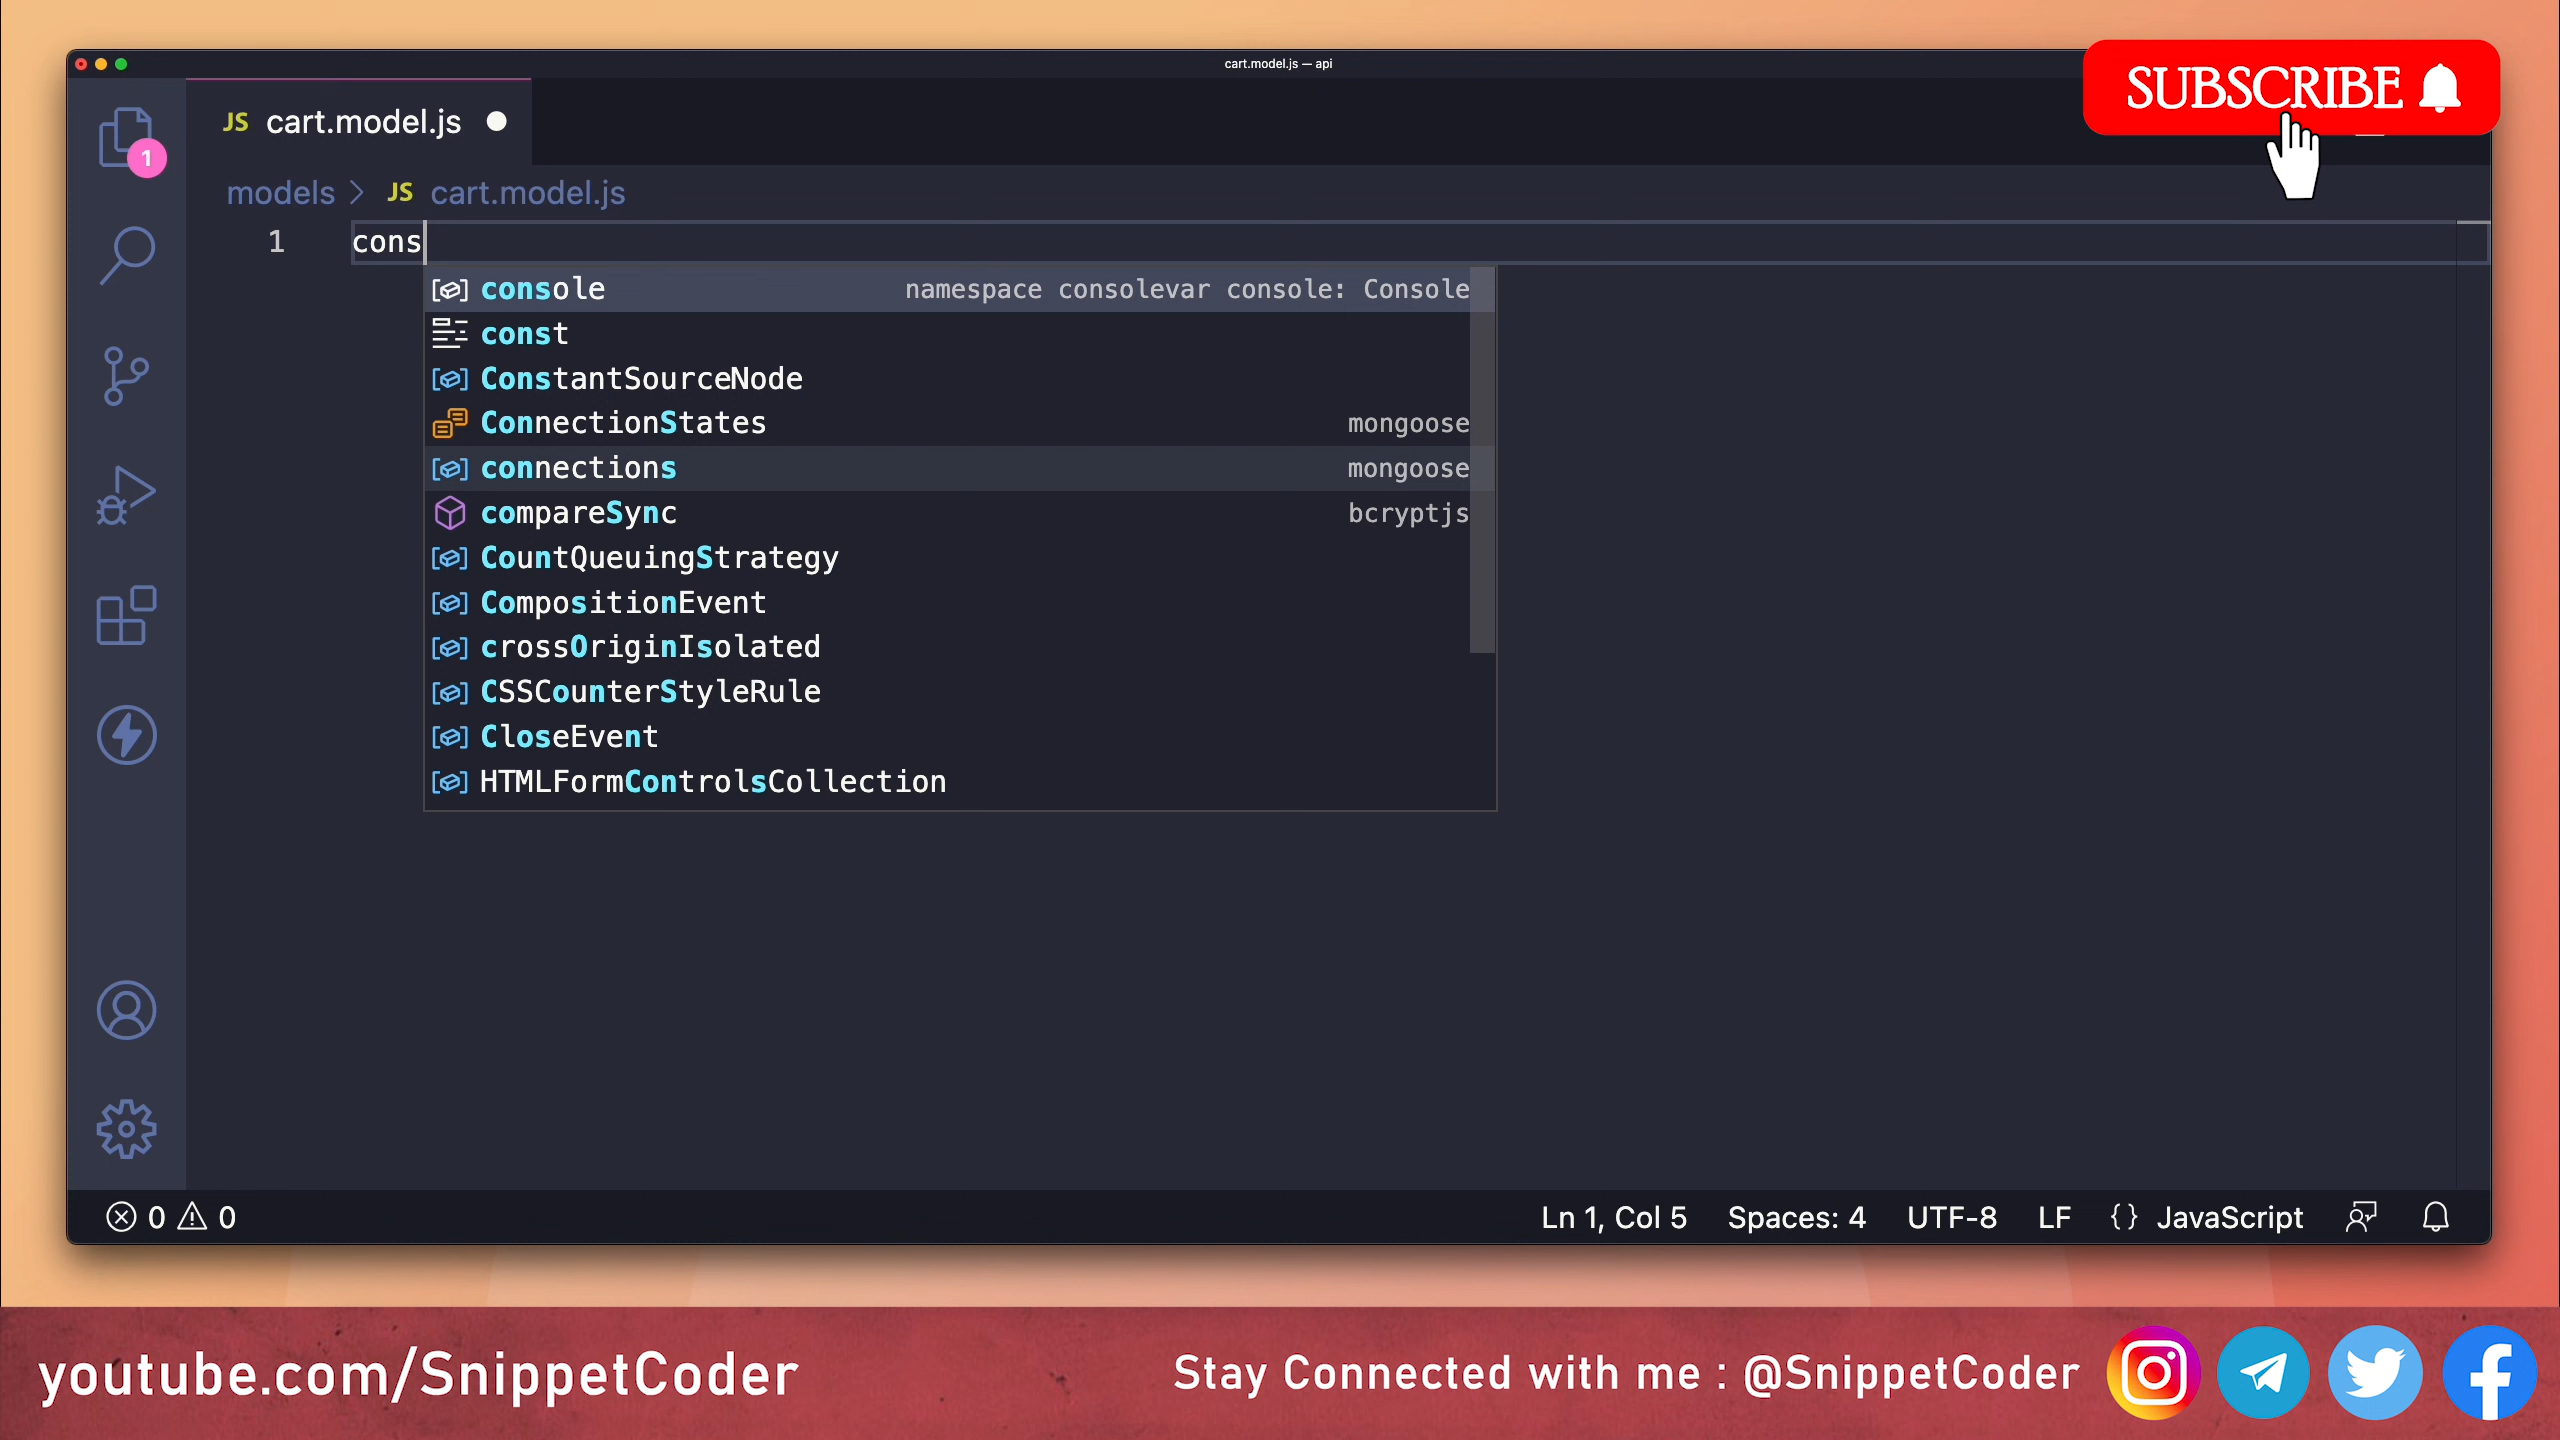 cart.model.js — api
SUBSCRIBE
JS cart.model.js
1
models > JS cart.model.js
1 cons
console namespace consolevar console: Console
const
ConstantSourceNode
ConnectionStates mongoose
connections mongoose
compareSync bcryptjs
CountQueuingStrategy
CompositionEvent
crossOriginIsolated
CSSCounterStyleRule
CloseEvent
HTMLFormControlsCollection
0 0 Ln 1, Col 5 Spaces: 4 UTF-8 LF {} JavaScript
youtube.com/SnippetCoder Stay Connected with me : @SnippetCoder